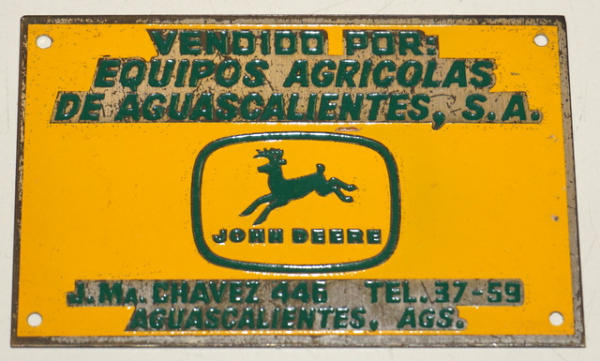 VENDIDO POR:
EQUIPOS AGRICOLAS
DE AGUASCALIENTES, S.A.
JOHN DEERE
J. MA. CHAVEZ 446 TEL. 37-59
AGUASCALIENTES, AGS.